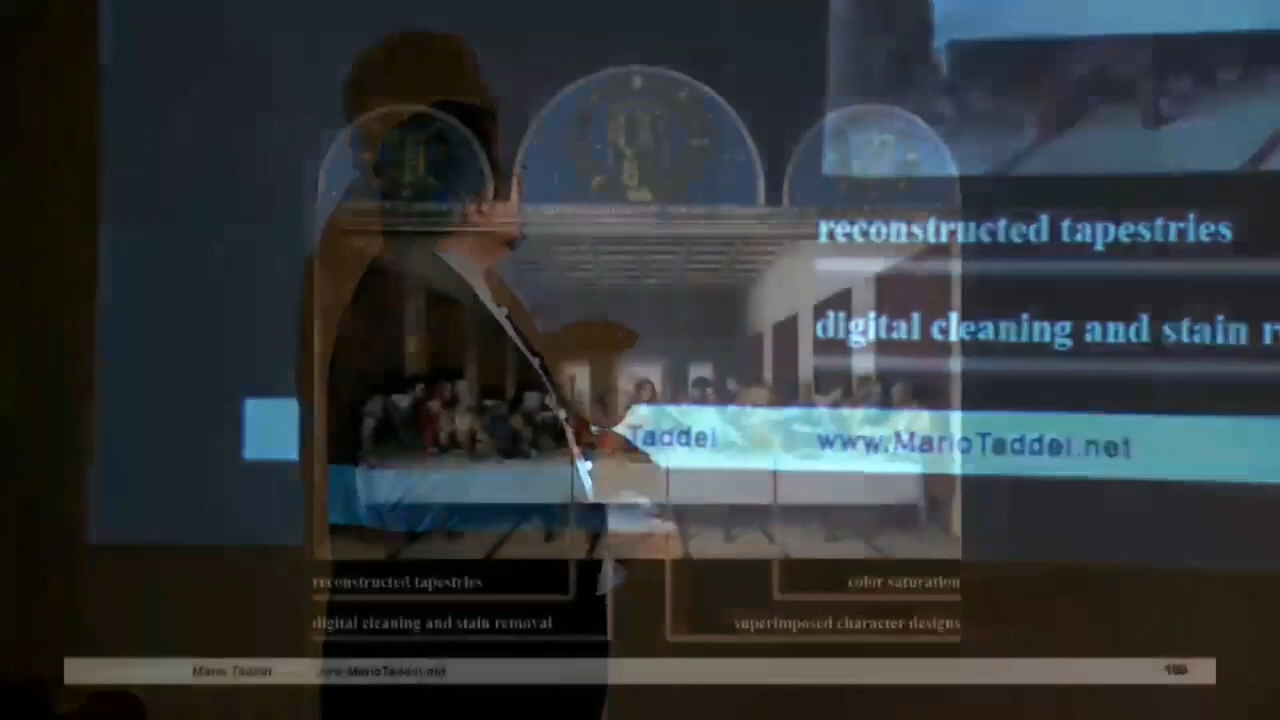 reconstructed tapestries
digital cleaning and stain
Taddei
www.MarioTaddei.net
reconstructed tapestries
color saturation
digital cleaning and stain removal
superimposed character designs
Mario Taddei
www.MarioTaddei.net